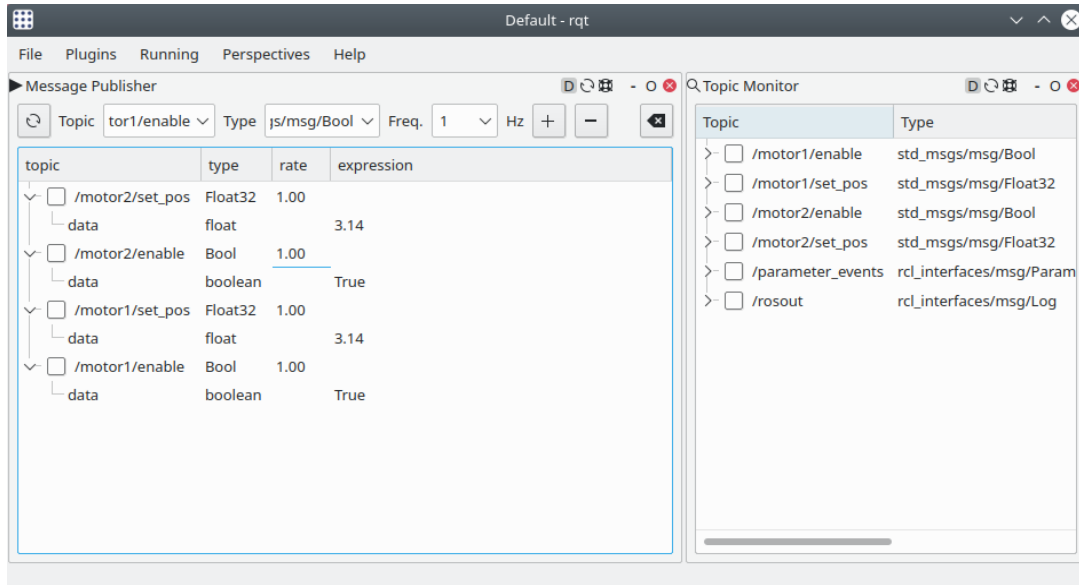 Default - rqt
File Plugins Running Perspectives Help
Message Publisher D - O
Topic tor1/enable Type ɟs/msg/Bool Freq. 1 Hz + −
topic type rate expression
/motor2/set_pos Float32 1.00
data float 3.14
/motor2/enable Bool 1.00
data boolean True
/motor1/set_pos Float32 1.00
data float 3.14
/motor1/enable Bool 1.00
data boolean True
Topic Monitor D - O
Topic Type
/motor1/enable std_msgs/msg/Bool
/motor1/set_pos std_msgs/msg/Float32
/motor2/enable std_msgs/msg/Bool
/motor2/set_pos std_msgs/msg/Float32
/parameter_events rcl_interfaces/msg/Param
/rosout rcl_interfaces/msg/Log